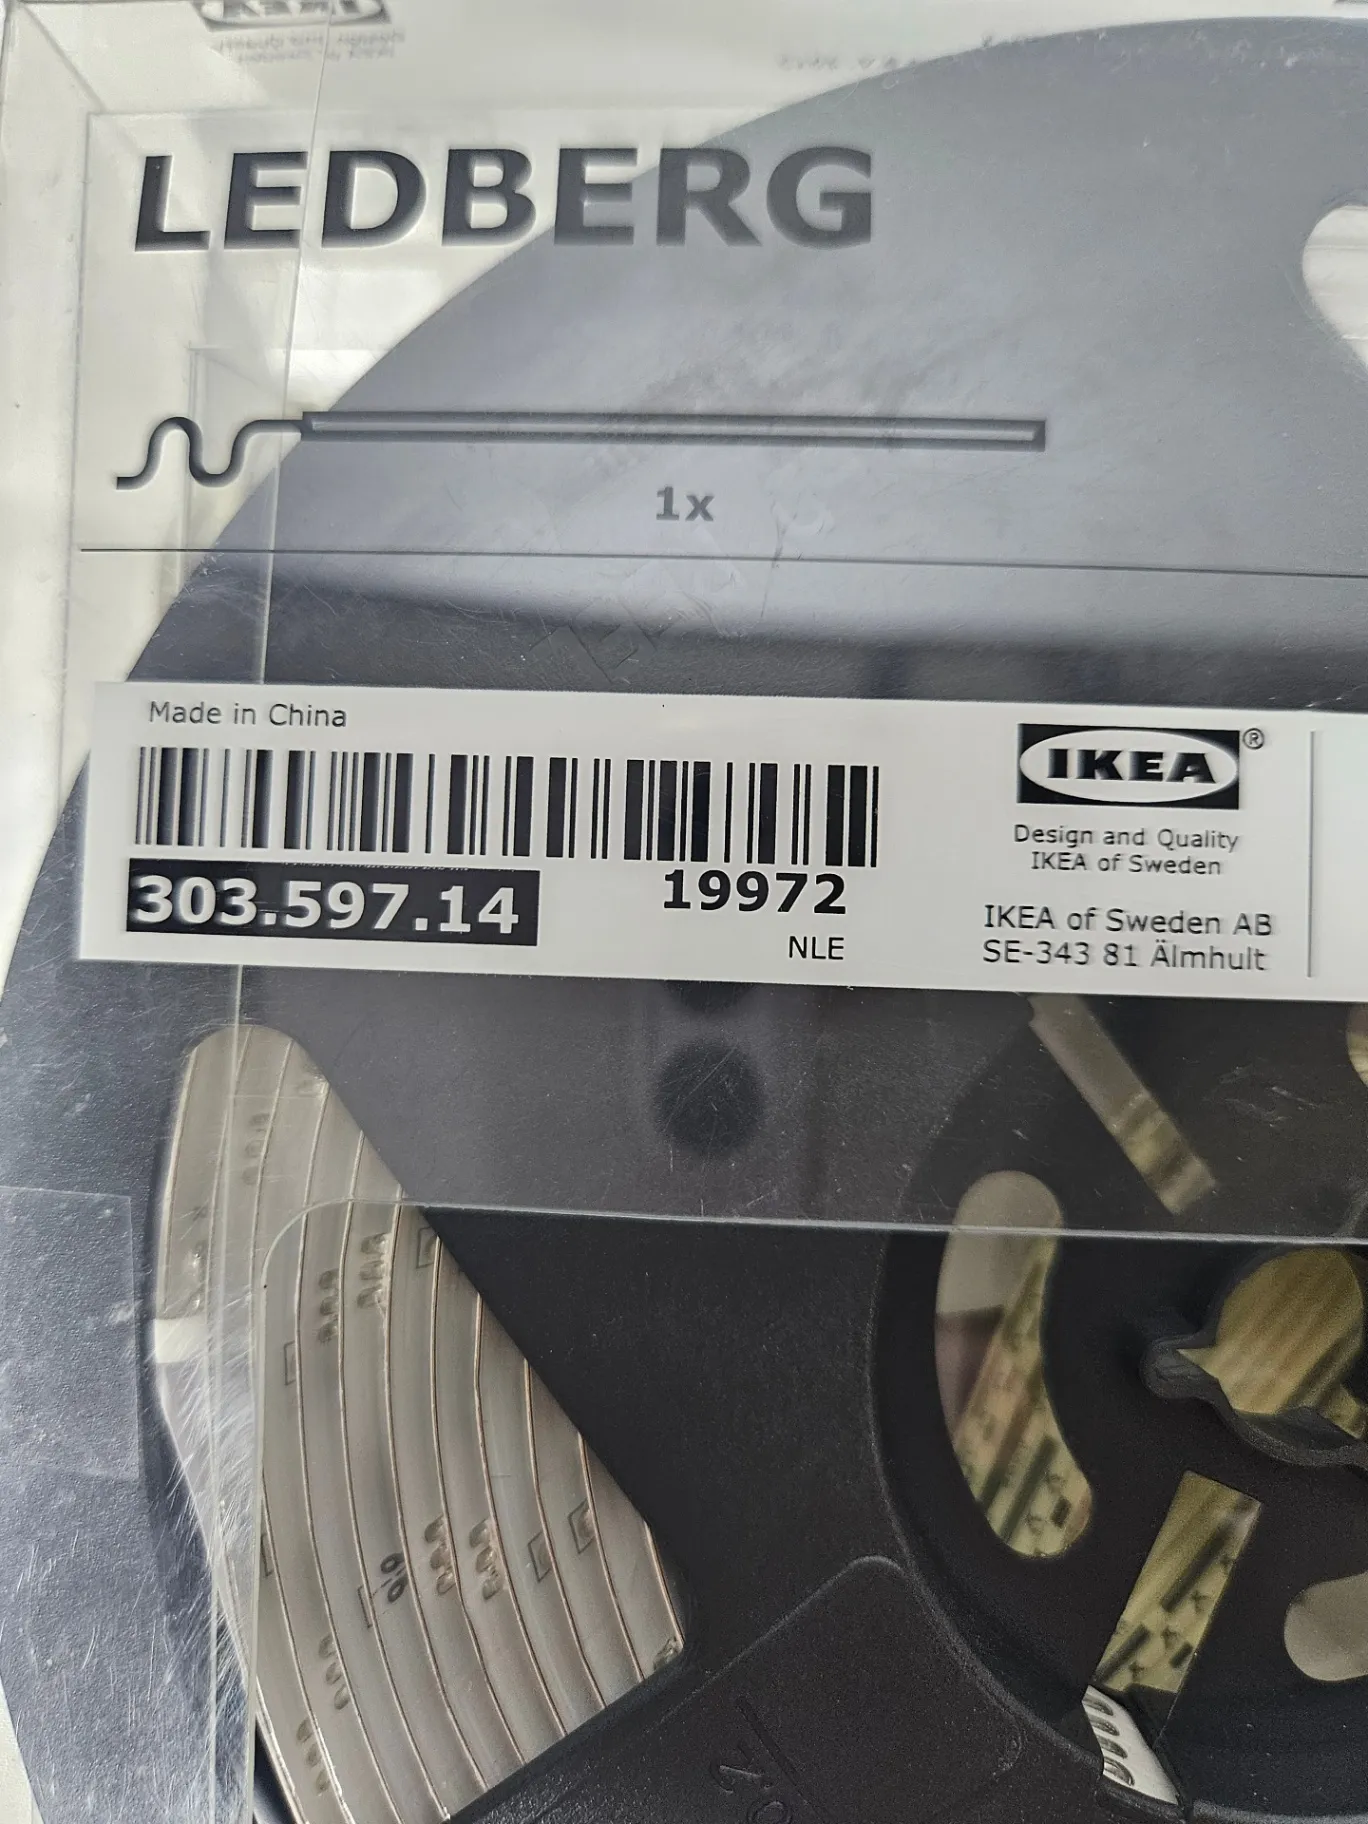 LEDBERG
1x
Made in China
303.597.14
19972
NLE
IKEA®
Design and Quality
IKEA of Sweden
IKEA of Sweden AB
SE-343 81 Älmhult